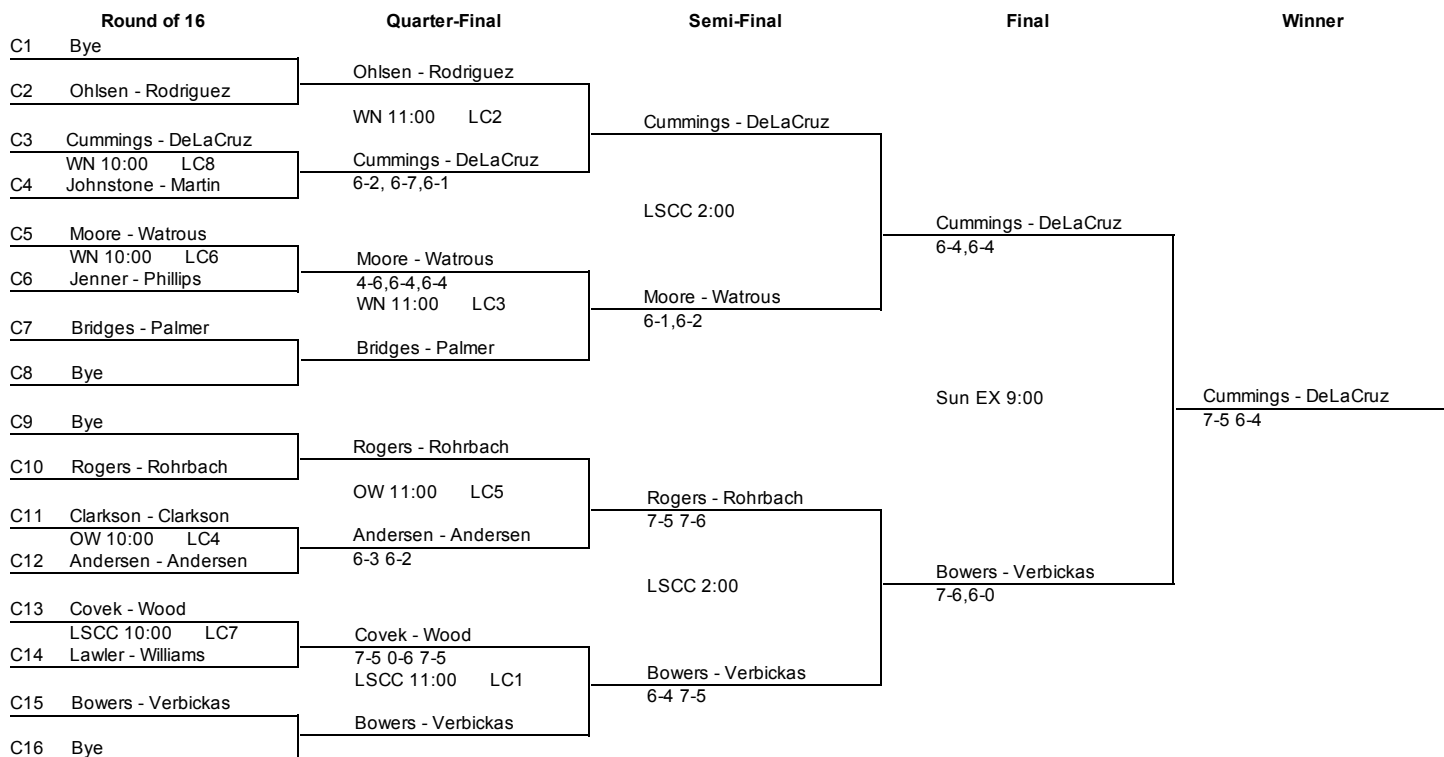 Round of 16 Quarter-Final Semi-Final Final Winner
C1 Bye
Ohlsen - Rodriguez
C2 Ohlsen - Rodriguez
WN 11:00 LC2
Cummings - DeLaCruz
C3 Cummings - DeLaCruz
WN 10:00 LC8
Cummings - DeLaCruz
C4 Johnstone - Martin
6-2, 6-7,6-1
LSCC 2:00
Cummings - DeLaCruz
6-4,6-4
C5 Moore - Watrous
WN 10:00 LC6
Moore - Watrous
C6 Jenner - Phillips
4-6,6-4,6-4
WN 11:00 LC3
Moore - Watrous
6-1,6-2
C7 Bridges - Palmer
Bridges - Palmer
C8 Bye
Sun EX 9:00
Cummings - DeLaCruz
7-5 6-4
C9 Bye
Rogers - Rohrbach
C10 Rogers - Rohrbach
OW 11:00 LC5
Rogers - Rohrbach
7-5 7-6
C11 Clarkson - Clarkson
OW 10:00 LC4
Andersen - Andersen
C12 Andersen - Andersen
6-3 6-2
LSCC 2:00
Bowers - Verbickas
7-6,6-0
C13 Covek - Wood
LSCC 10:00 LC7
Covek - Wood
C14 Lawler - Williams
7-5 0-6 7-5
LSCC 11:00 LC1
Bowers - Verbickas
6-4 7-5
C15 Bowers - Verbickas
Bowers - Verbickas
C16 Bye